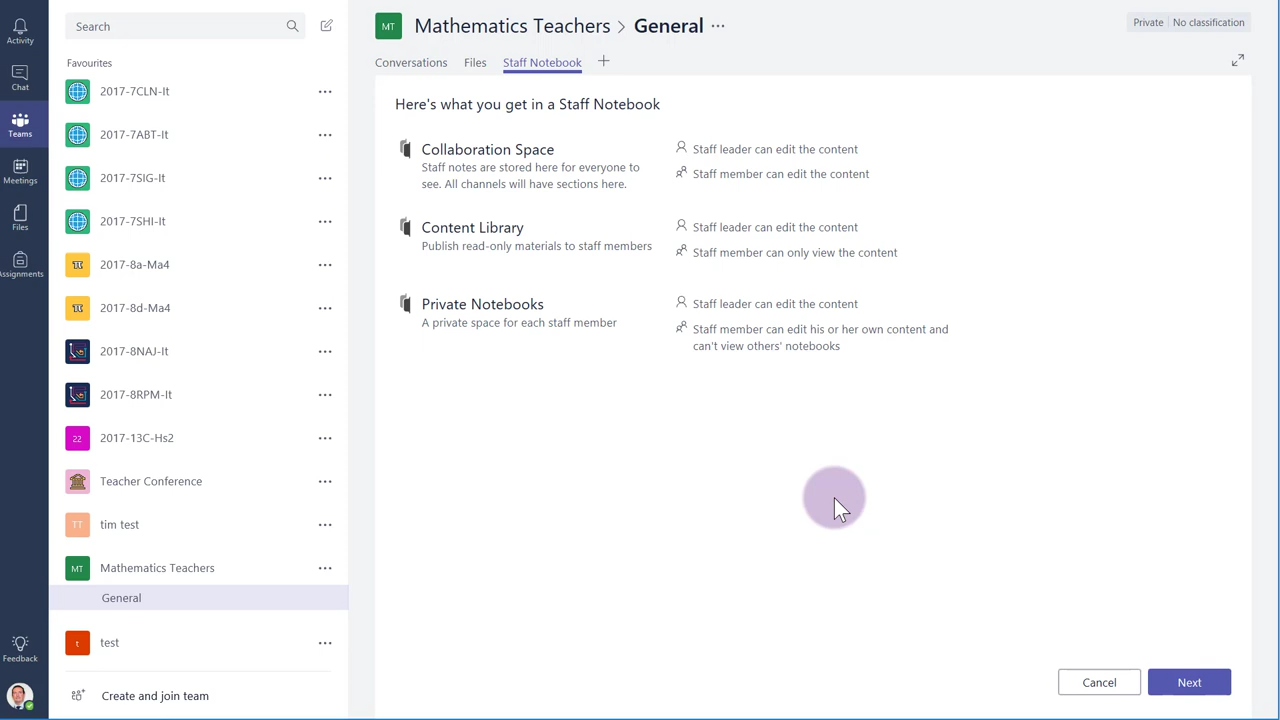 Activity
Chat
Teams
Meetings
Files
Assignments
Feedback
Search
Favourites
2017-7CLN-It
2017-7ABT-It
2017-7SIG-It
2017-7SHI-It
2017-8a-Ma4
2017-8d-Ma4
2017-8NAJ-It
2017-8RPM-It
22
2017-13C-Hs2
Teacher Conference
TT
tim test
MT
Mathematics Teachers
General
t
test
Create and join team
MT
Mathematics Teachers > General ...
Private | No classification
Conversations Files Staff Notebook +
Here's what you get in a Staff Notebook
Collaboration Space
Staff notes are stored here for everyone to
see. All channels will have sections here.
Staff leader can edit the content
Staff member can edit the content
Content Library
Publish read-only materials to staff members
Staff leader can edit the content
Staff member can only view the content
Private Notebooks
A private space for each staff member
Staff leader can edit the content
Staff member can edit his or her own content and
can't view others' notebooks
Cancel
Next